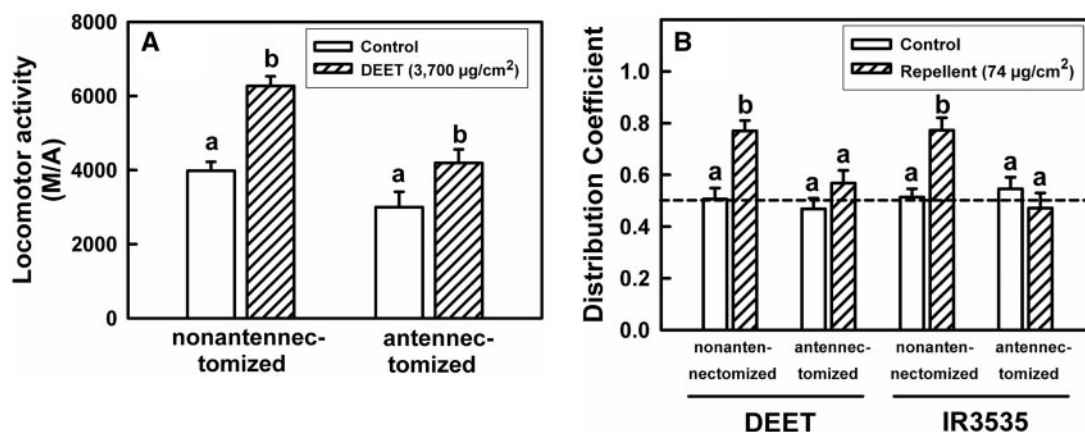 A
Control
DEET (3,700 µg/cm²)
8000
6000
4000
2000
0
Locomotor activity
(M/A)
a
b
a
b
nonantennec-
tomized
antennec-
tomized
B
Control
Repellent (74 µg/cm²)
1.0
0.8
0.6
0.4
0.2
0.0
Distribution Coefficient
a
b
a
a
a
b
a
a
nonanten-
nectomized
antennec-
tomized
nonanten-
nectomized
antennec-
tomized
DEET
IR3535